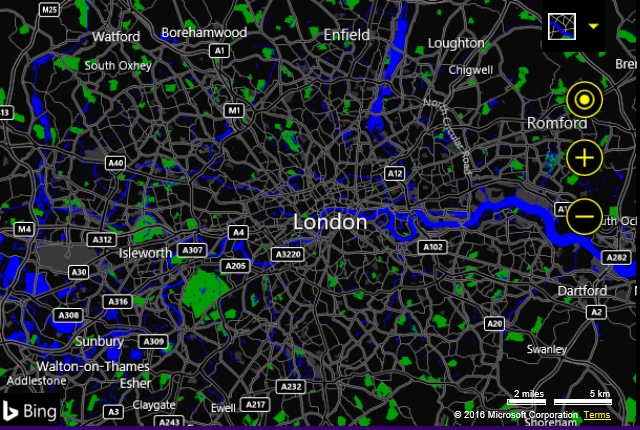 M25
Watford
Borehamwood
Enfield
A1
Loughton
South Oxhey
Chigwell
Bre
M1
North Circular Road
13
Romford
A40
A12
London
A1
uth Oc
M4
A312
A4
A307
A3220
A102
Isleworth
A205
A282
A30
Dartford
A316
A308
A2
A20
Sunbury
A309
Swanley
Walton-on-Thames
Addlestone
Esher
A232
2 miles
5 km
Bing
A3
Claygate
Ewell
A217
© 2016 Microsoft Corporation Terms
A243
Shoreham